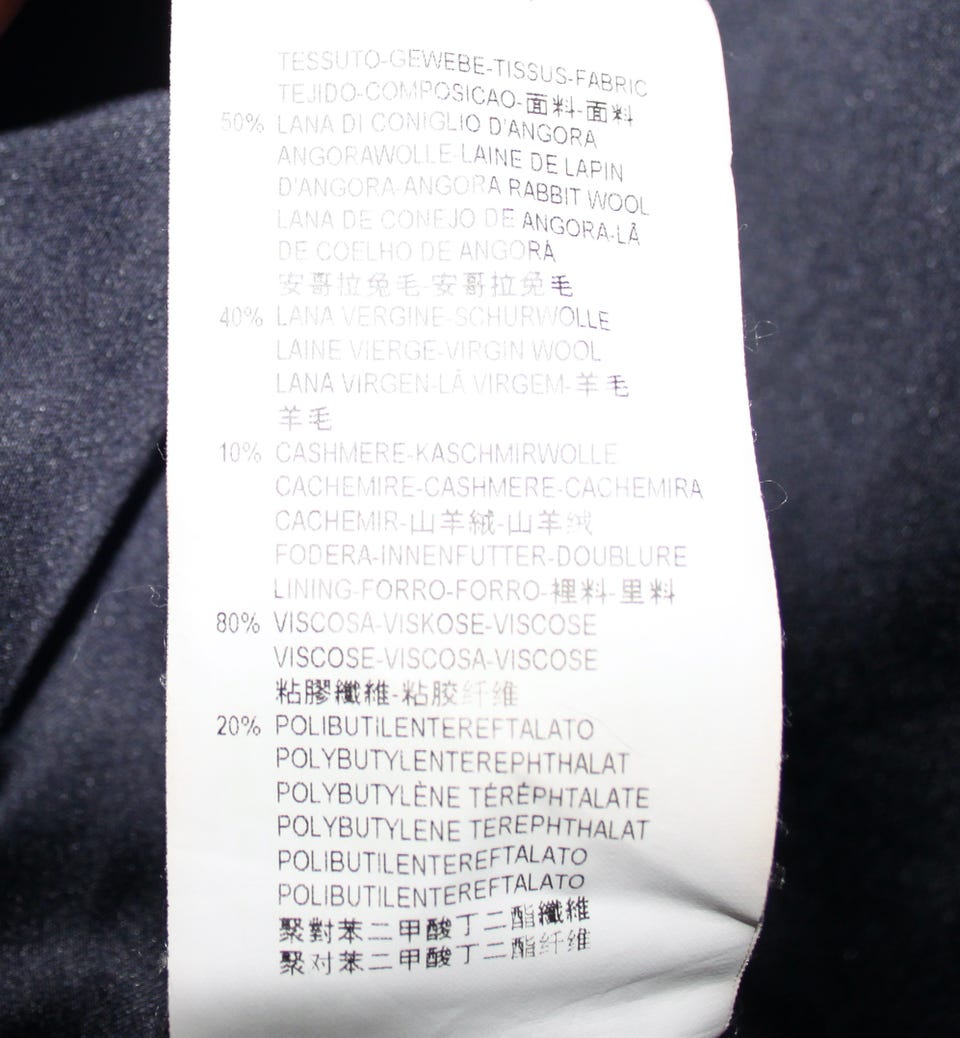 TESSUTO-GEWEBE-TISSUS-FABRIC
TEJIDO-COMPOSICAO-面料-面料
50% LANA DI CONIGLIO D'ANGORA
ANGORAWOLLE-LAINE DE LAPIN
D'ANGORA-ANGORA RABBIT WOOL
LANA DE CONEJO DE ANGORA-LÃ
DE COELHO DE ANGORÀ
安哥拉兔毛-安哥拉兔毛
40% LANA VERGINE-SCHURWOLLE
LAINE VIERGE-VIRGIN WOOL
LANA VIRGEN-LÃ VIRGEM-羊毛
羊毛
10% CASHMERE-KASCHMIRWOLLE
CACHEMIRE-CASHMERE-CACHEMIRA
CACHEMIR-山羊絨-山羊绒
FODERA-INNENFUTTER-DOUBLURE
LINING-FORRO-FORRO-裡料-里料
80% VISCOSA-VISKOSE-VISCOSE
VISCOSE-VISCOSA-VISCOSE
粘膠纖維-粘胶纤维
20% POLIBUTILENTEREFTALATO
POLYBUTYLENTEREPHTHALAT
POLYBUTYLÈNE TÉRÉPHTALATE
POLYBUTYLENE TEREPHTHALAT
POLIBUTILENTEREFTALATO
POLIBUTILENTEREFTALATO
聚對苯二甲酸丁二酯纖維
聚对苯二甲酸丁二酯纤维